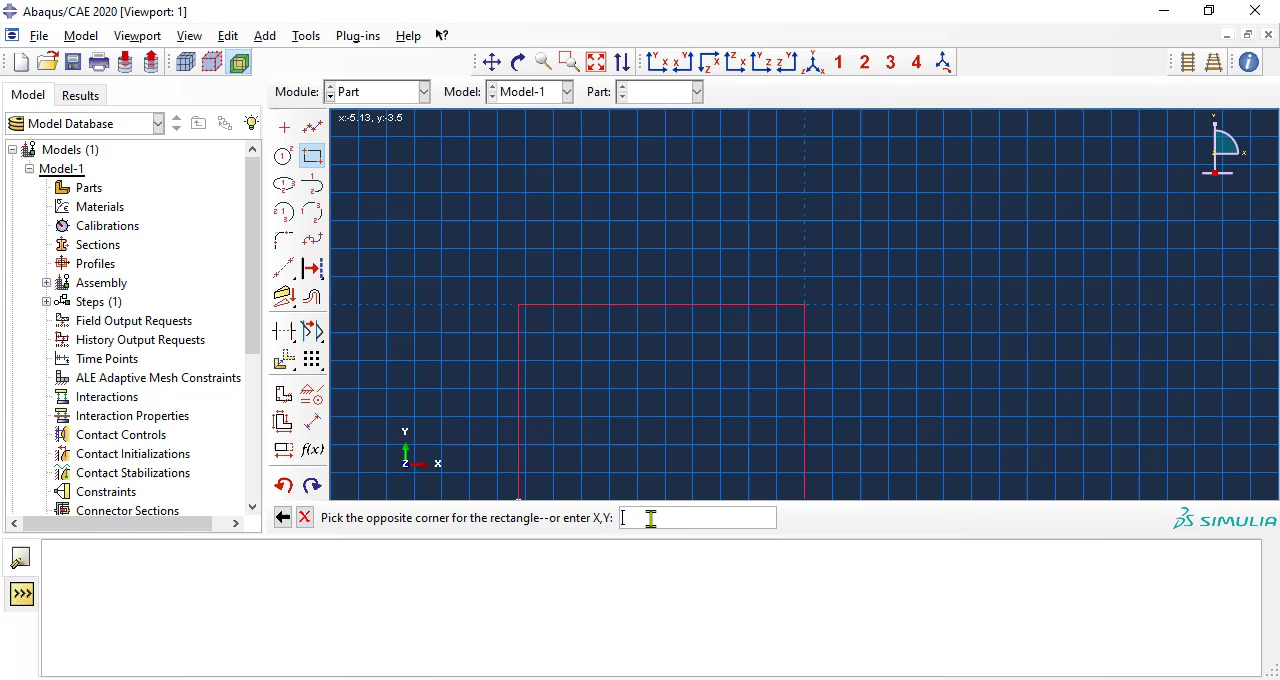 Abaqus/CAE 2020 [Viewport: 1]
File Model Viewport View Edit Add Tools Plug-ins Help
1 2 3 4
Model Results
Module: Part Model: Model-1 Part:
Model Database
x:-5.13, y:-3.5
Models (1)
Model-1
Parts
Materials
Calibrations
Sections
Profiles
Assembly
Steps (1)
Field Output Requests
History Output Requests
Time Points
ALE Adaptive Mesh Constraints
Interactions
Interaction Properties
Contact Controls
Contact Initializations
Contact Stabilizations
Constraints
Connector Sections
f(x)
Y
Z X
Pick the opposite corner for the rectangle--or enter X,Y:
SIMULIA
>>>